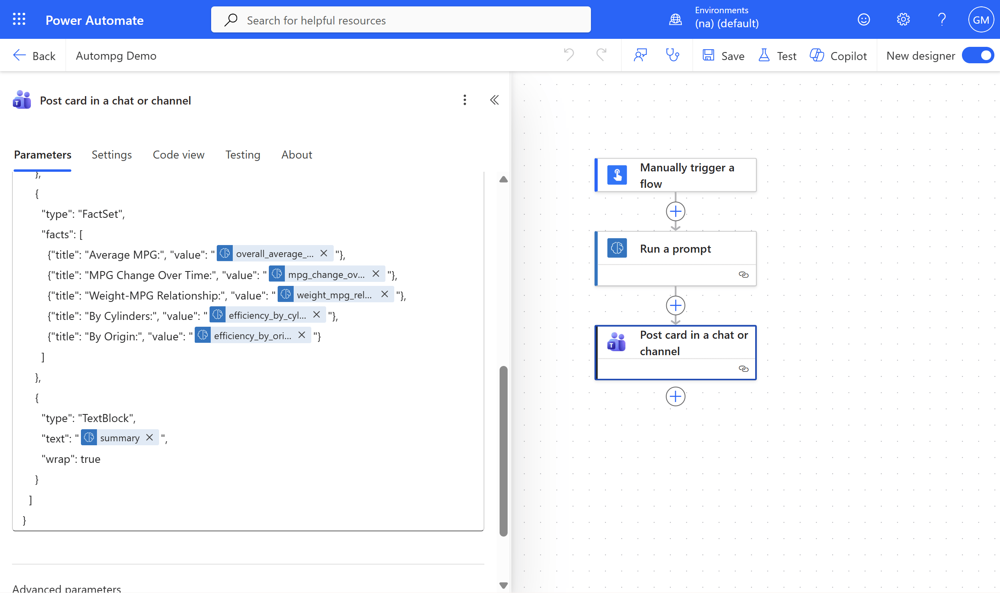 Power Automate
Search for helpful resources
Environments
(na) (default)
GM
Back
Autompg Demo
Save
Test
Copilot
New designer
Post card in a chat or channel
Parameters
Settings
Code view
Testing
About
},
{
"type": "FactSet",
"facts": [
{"title": "Average MPG:", "value": " overall_average_... "},
{"title": "MPG Change Over Time:", "value": " mpg_change_ov... "},
{"title": "Weight-MPG Relationship:", "value": " weight_mpg_rel... "},
{"title": "By Cylinders:", "value": " efficiency_by_cyl... "},
{"title": "By Origin:", "value": " efficiency_by_ori... "}
]
},
{
"type": "TextBlock",
"text": " summary ",
"wrap": true
}
]
}
Advanced parameters
Manually trigger a
flow
Run a prompt
Post card in a chat or
channel